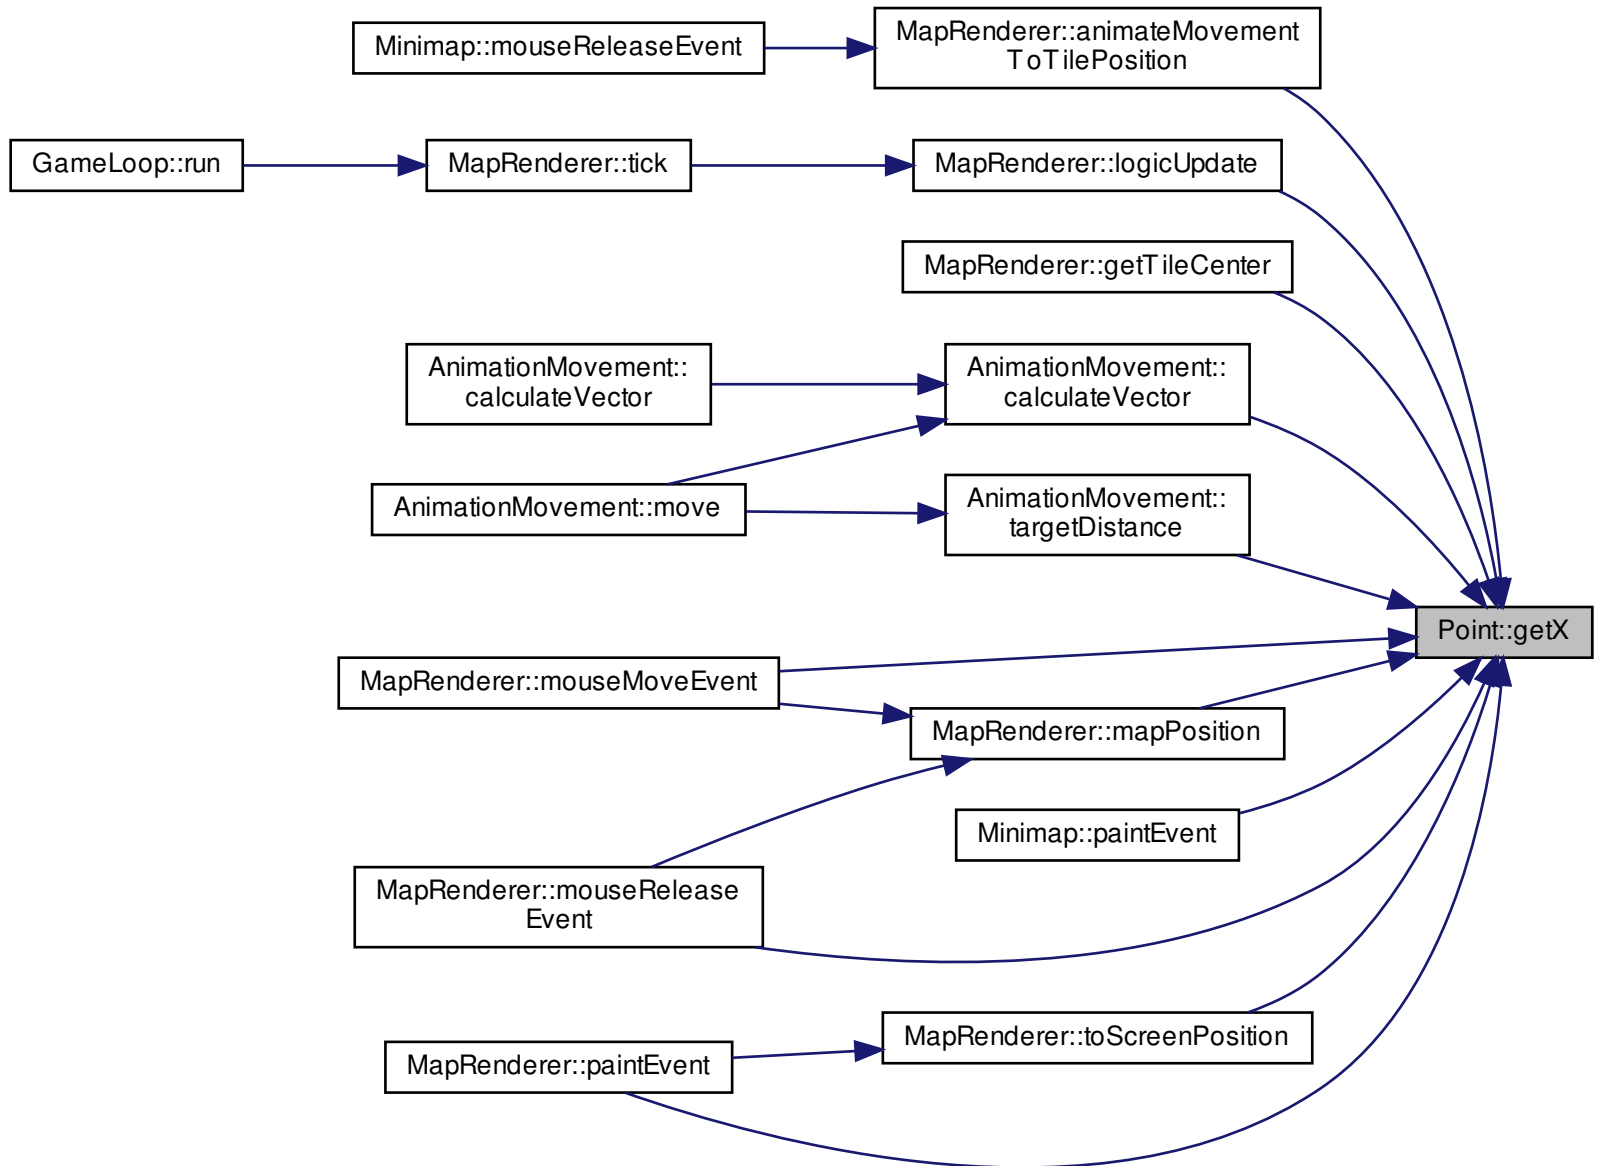 Minimap::mouseReleaseEvent
MapRenderer::animateMovement
ToTilePosition
GameLoop::run
MapRenderer::tick
MapRenderer::logicUpdate
MapRenderer::getTileCenter
AnimationMovement::
calculateVector
AnimationMovement::
calculateVector
AnimationMovement::move
AnimationMovement::
targetDistance
Point::getX
MapRenderer::mouseMoveEvent
MapRenderer::mapPosition
Minimap::paintEvent
MapRenderer::mouseRelease
Event
MapRenderer::toScreenPosition
MapRenderer::paintEvent